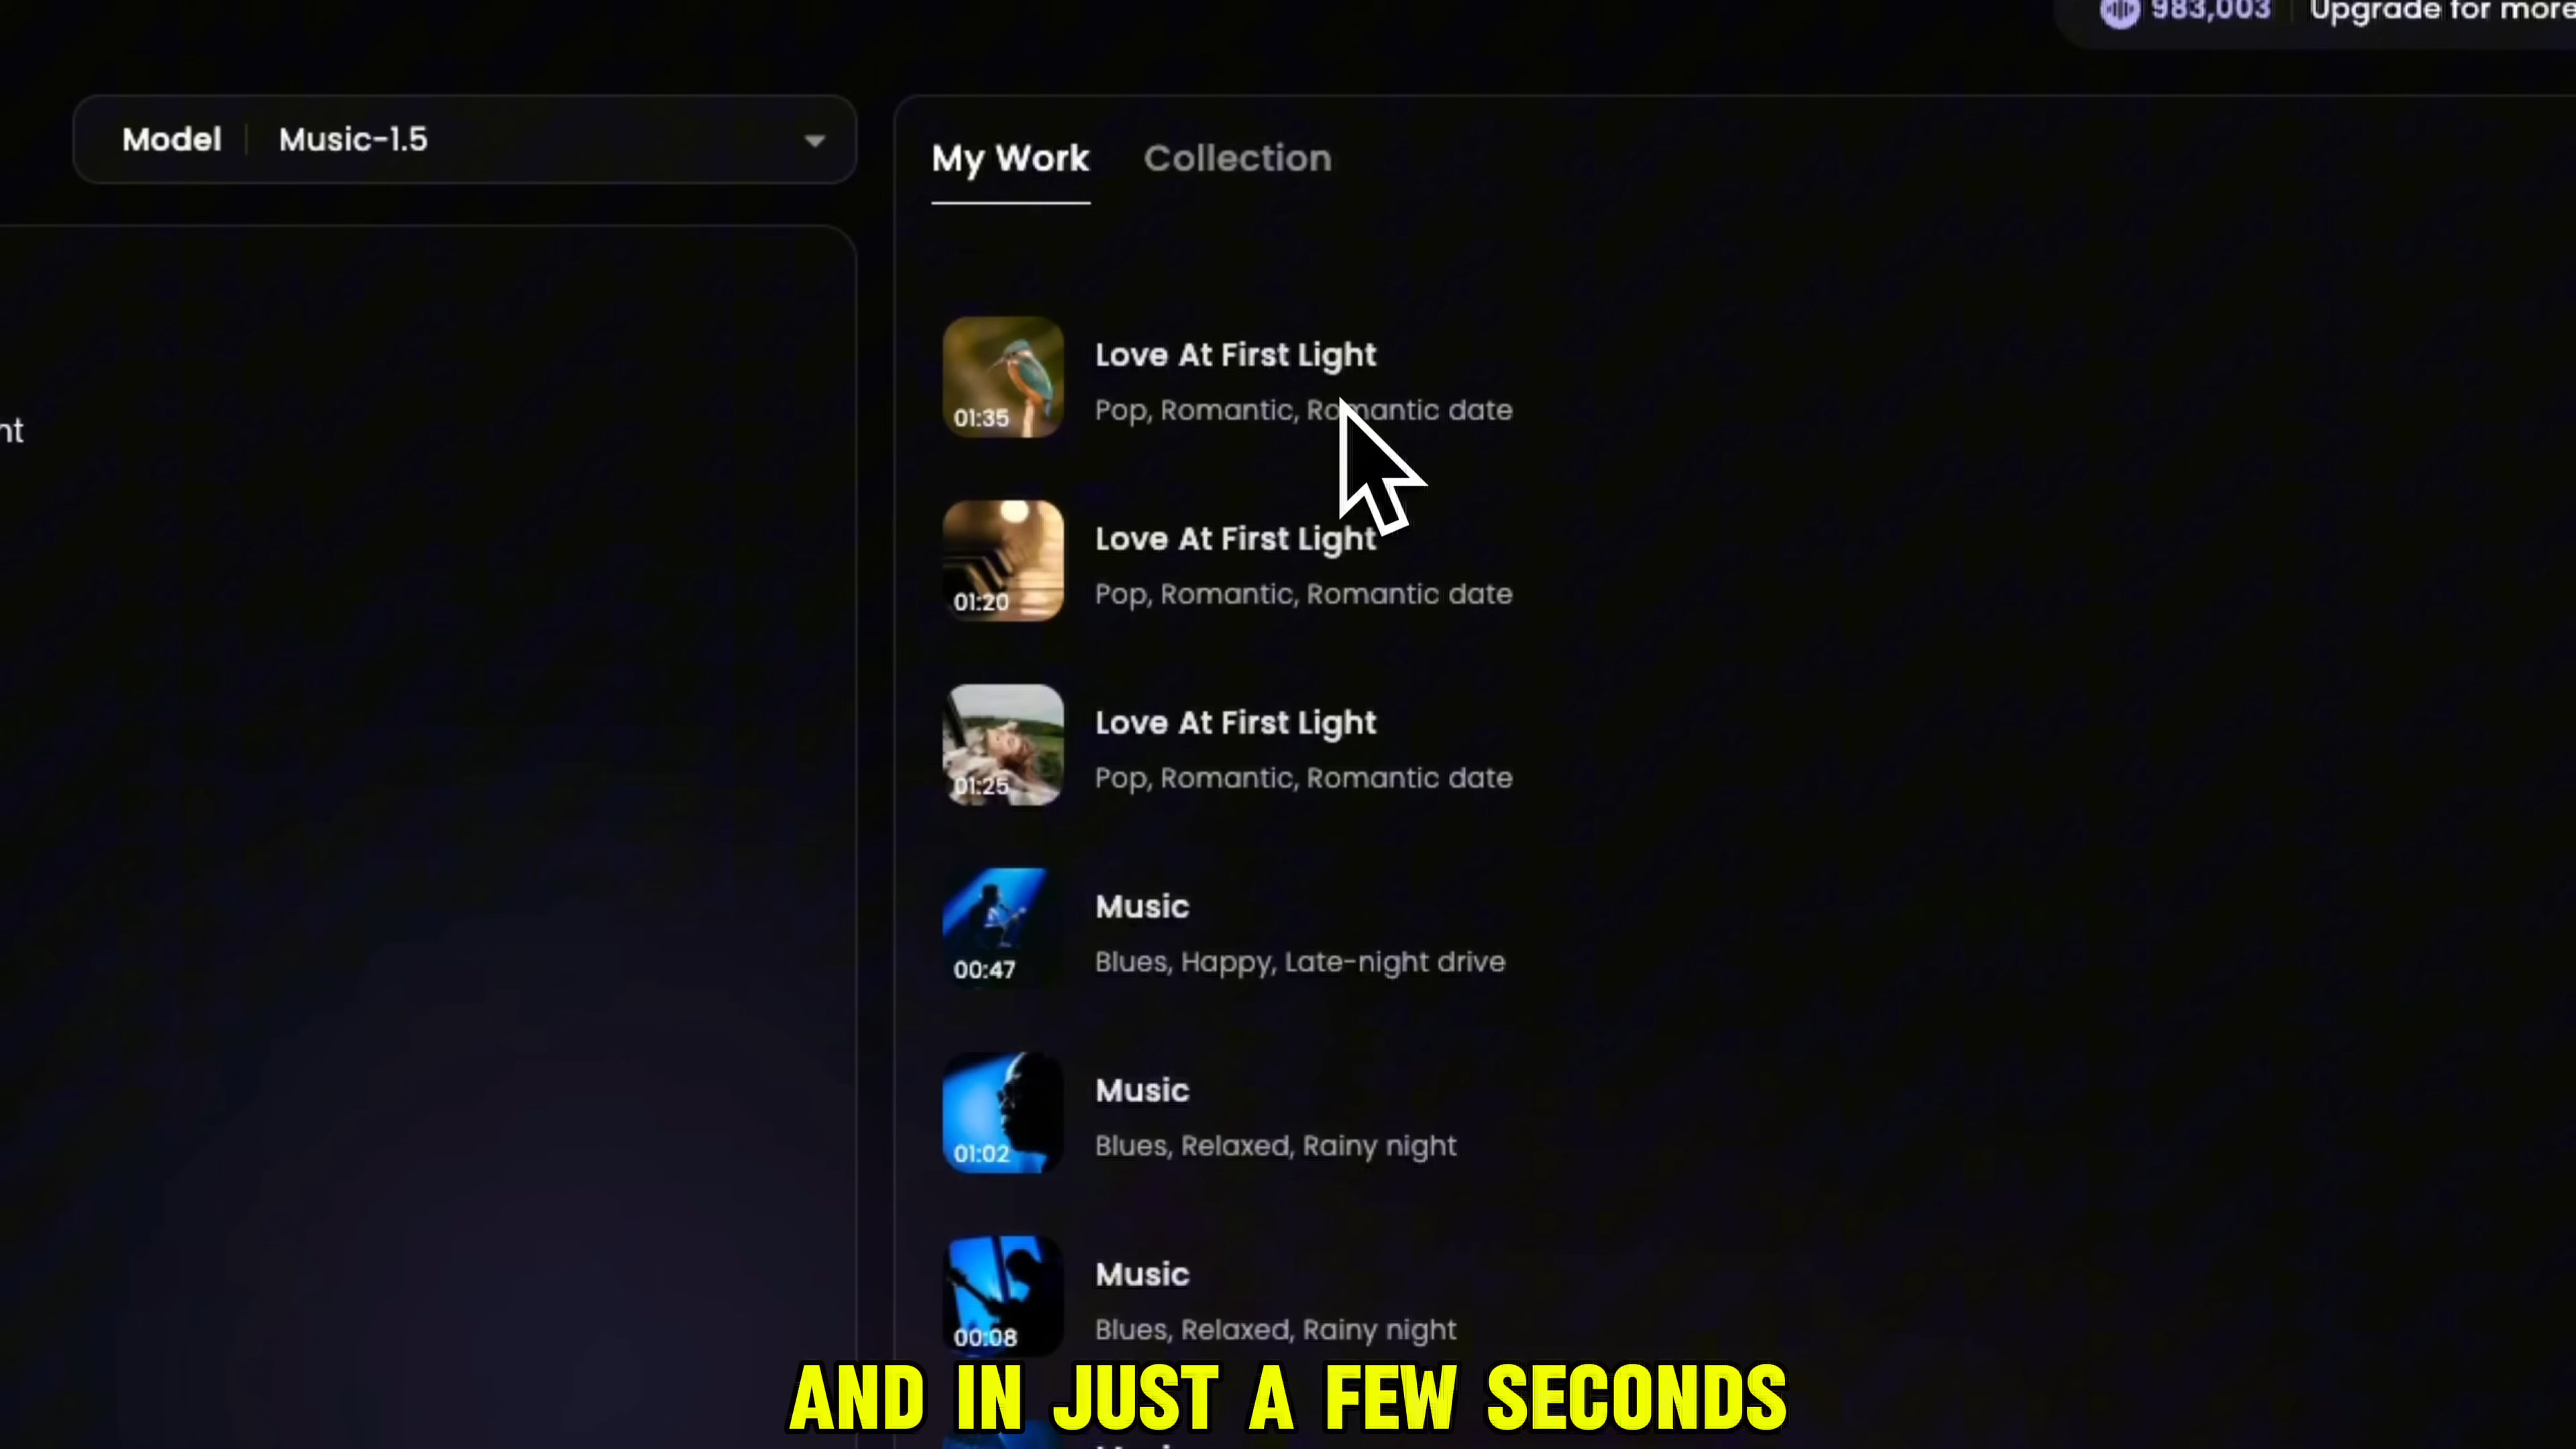 983,003 Upgrade for more
Model Music-1.5
My Work Collection
nt
Love At First Light
01:35
Pop, Romantic, Romantic date
Love At First Light
01:20
Pop, Romantic, Romantic date
Love At First Light
01:25
Pop, Romantic, Romantic date
Music
00:47
Blues, Happy, Late-night drive
Music
01:02
Blues, Relaxed, Rainy night
Music
00:08
Blues, Relaxed, Rainy night
AND IN JUST A FEW SECONDS